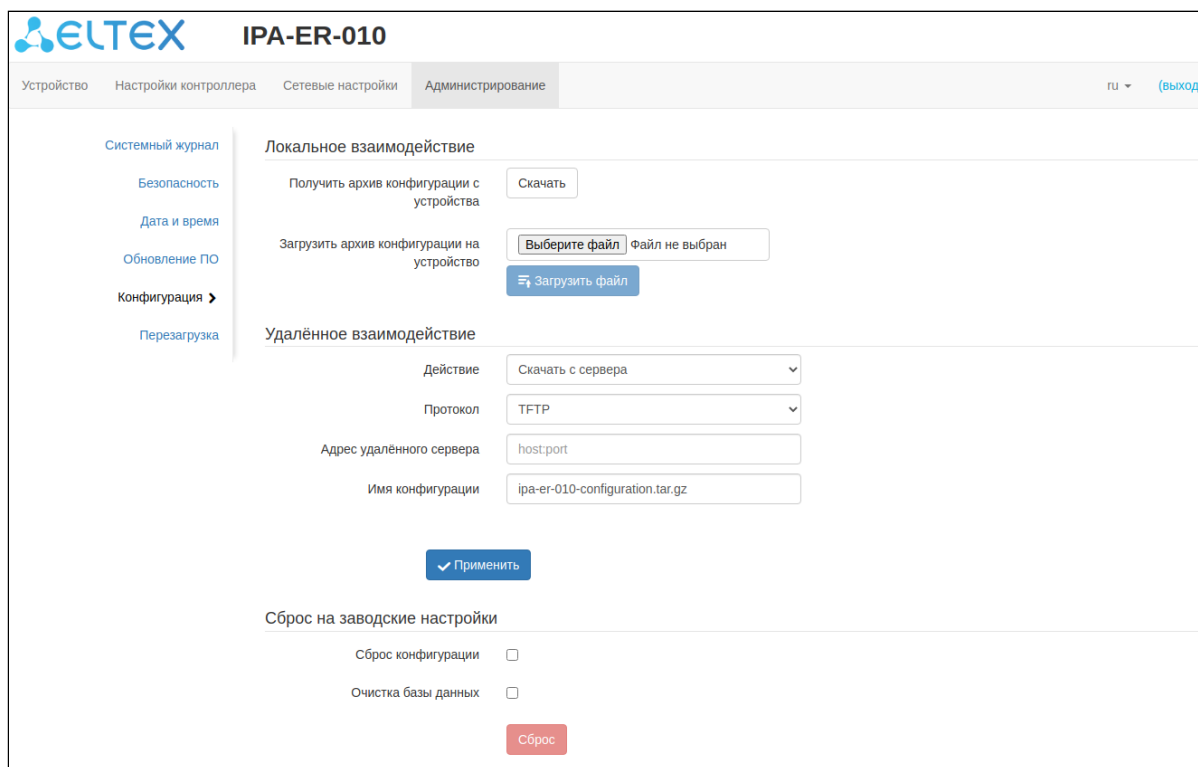 ELTEX IPA-ER-010
Устройство Настройки контроллера Сетевые настройки Администрирование ru (выход
Системный журнал
Безопасность
Дата и время
Обновление ПО
Конфигурация
Перезагрузка
Локальное взаимодействие
Получить архив конфигурации с
устройства
Скачать
Загрузить архив конфигурации на
устройство
Выберите файл Файл не выбран
Загрузить файл
Удалённое взаимодействие
Действие Скачать с сервера
Протокол TFTP
Адрес удалённого сервера host:port
Имя конфигурации ipa-er-010-configuration.tar.gz
Применить
Сброс на заводские настройки
Сброс конфигурации
Очистка базы данных
Сброс